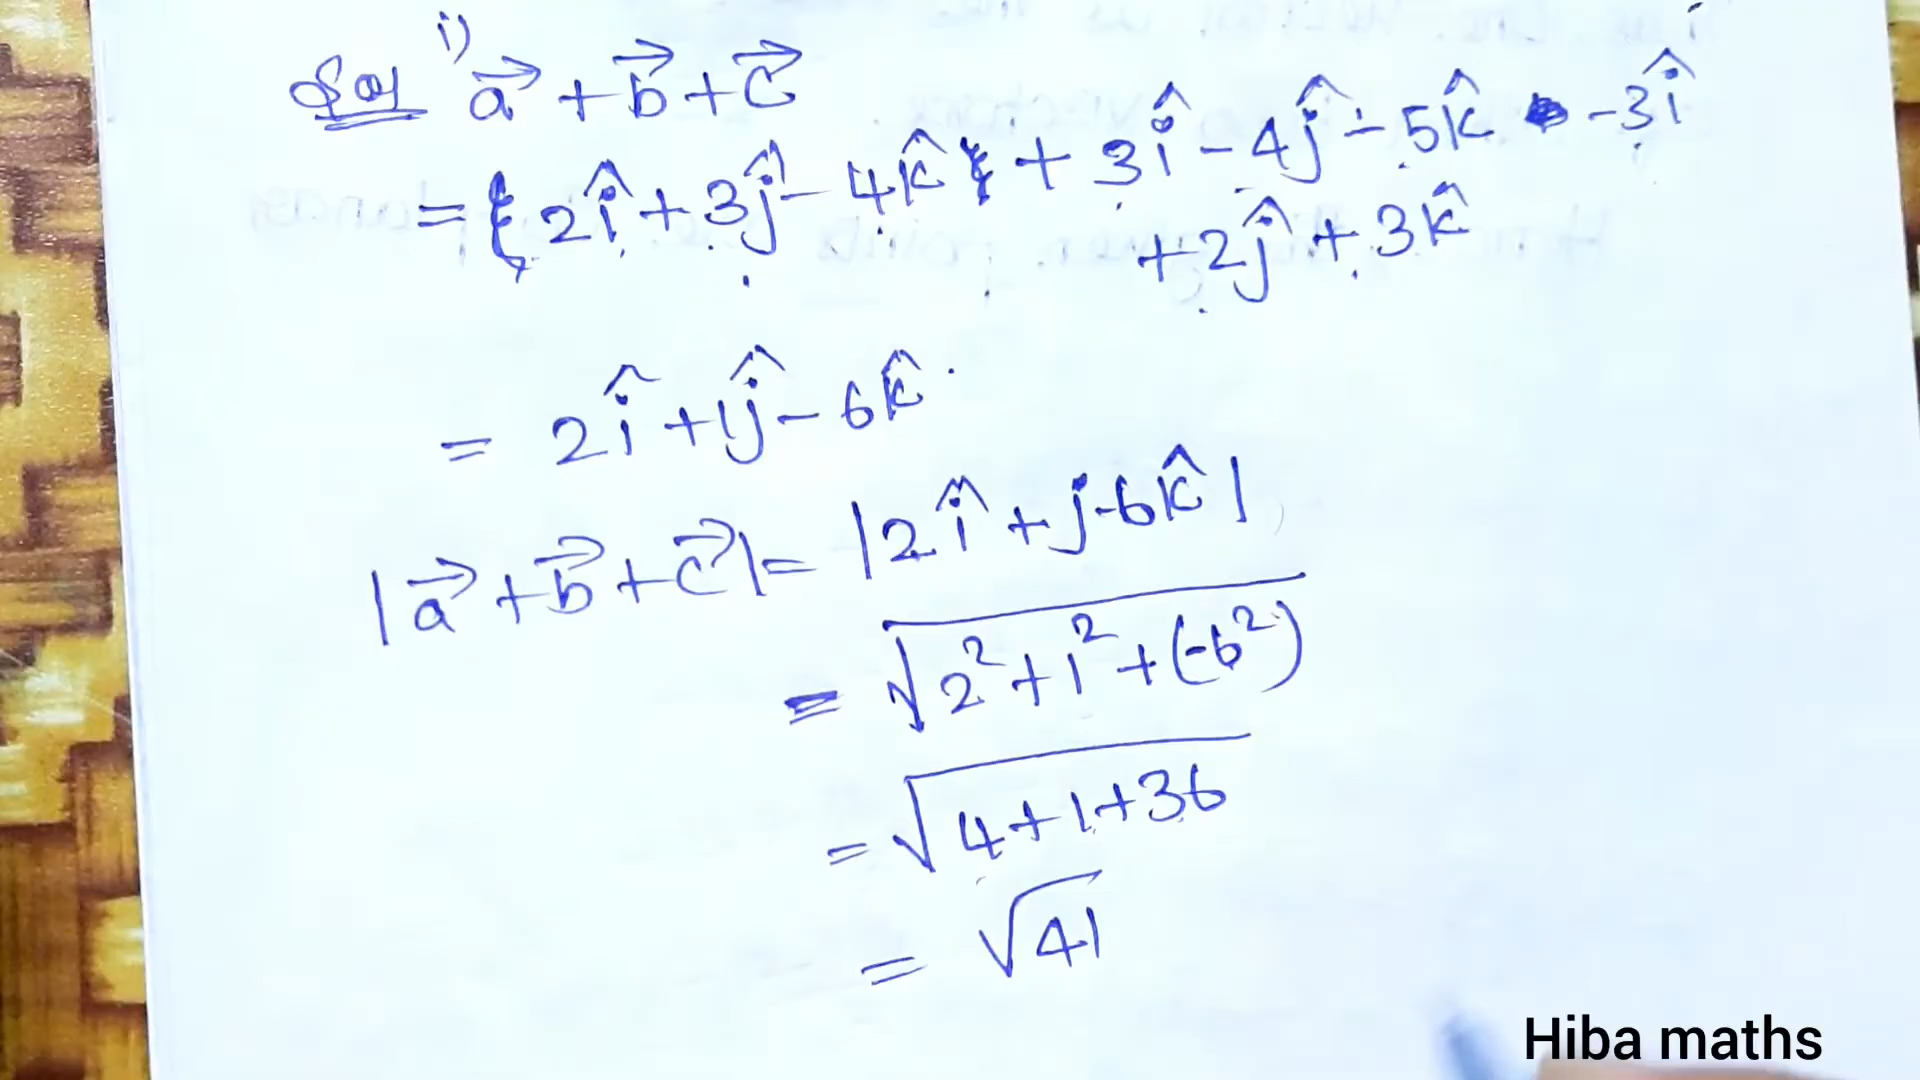 Sol i) a⃗ + b⃗ + c⃗
= { 2î + 3ĵ - 4k̂ } + 3î - 4ĵ - 5k̂ - 3î
+ 2ĵ + 3k̂
= 2î + 1ĵ - 6k̂
|a⃗ + b⃗ + c⃗| = |2î + j - 6k̂|
= √2² + 1² + (-6²)
= √4 + 1 + 36
= √41
Hiba maths